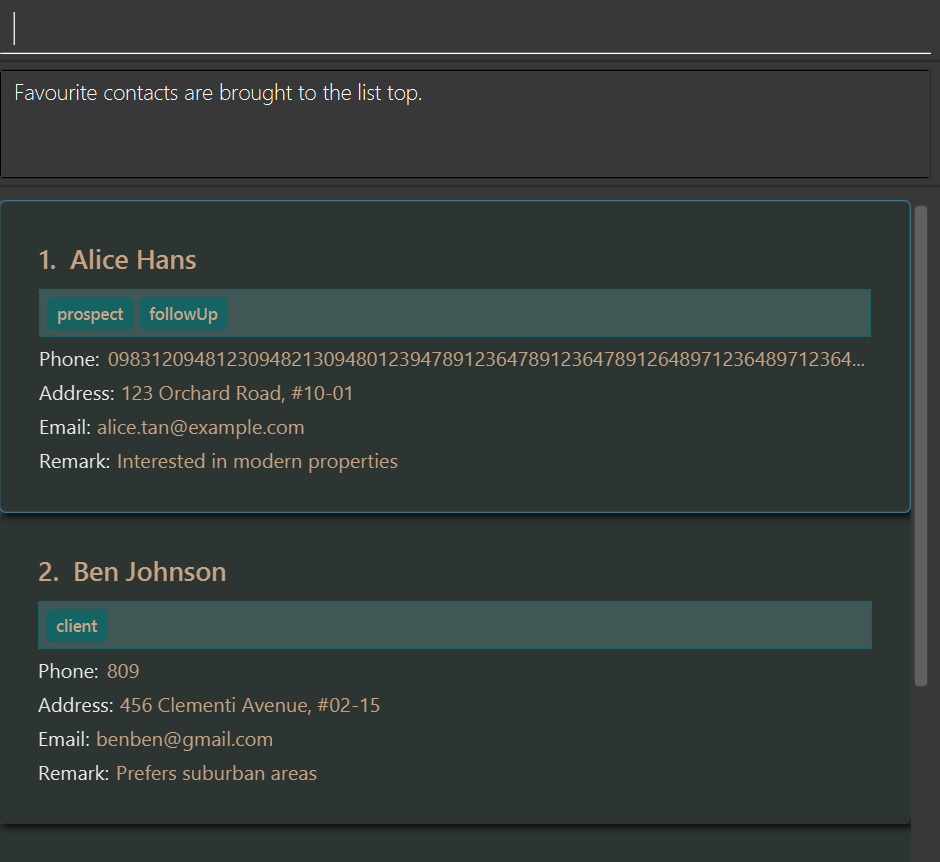 Favourite contacts are brought to the list top.
1. Alice Hans
prospect followUp
Phone: 098312094812309482130948012394789123647891236478912648971236489712364...
Address: 123 Orchard Road, #10-01
Email: alice.tan@example.com
Remark: Interested in modern properties
2. Ben Johnson
client
Phone: 809
Address: 456 Clementi Avenue, #02-15
Email: benben@gmail.com
Remark: Prefers suburban areas